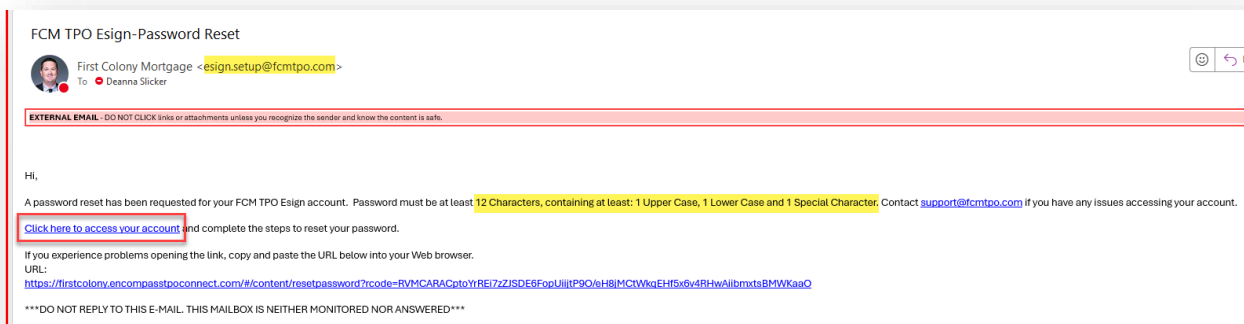 FCM TPO Esign-Password Reset
First Colony Mortgage <esign.setup@fcmtpo.com>
To Deanna Slicker
EXTERNAL EMAIL - DO NOT CLICK links or attachments unless you recognize the sender and know the content is safe.
Hi,
A password reset has been requested for your FCM TPO Esign account. Password must be at least 12 Characters, containing at least: 1 Upper Case, 1 Lower Case and 1 Special Character. Contact support@fcmtpo.com if you have any issues accessing your account.
Click here to access your account and complete the steps to reset your password.
If you experience problems opening the link, copy and paste the URL below into your Web browser.
URL:
https://firstcolony.encompasstpoconnect.com/#/content/resetpassword?rcode=RVMCARACptoYrREi7zZJSDE6FopUiijtP9O/eH8jMCtWkqEHf5x6v4RHwAiibmxtsBMWKaaO
***DO NOT REPLY TO THIS E-MAIL. THIS MAILBOX IS NEITHER MONITORED NOR ANSWERED***